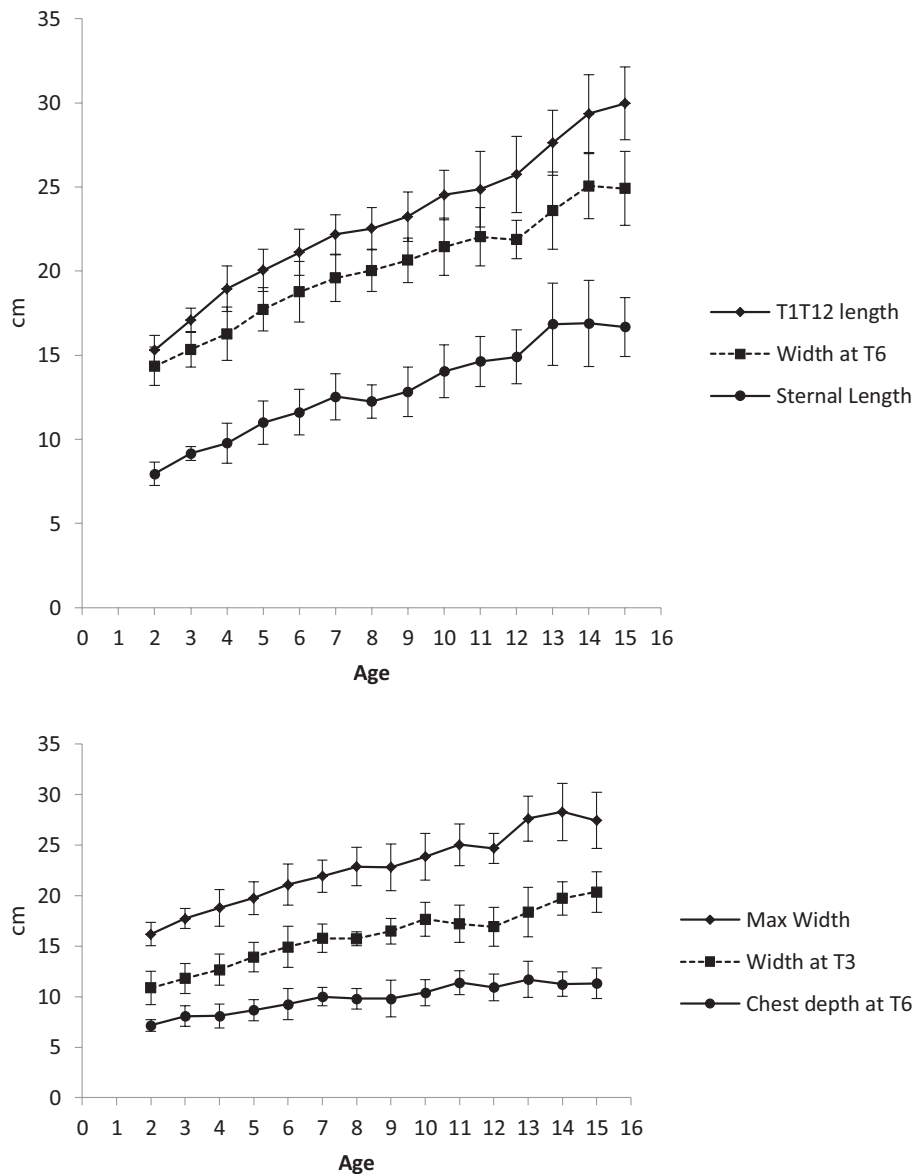 35
30
25
20
15
10
5
0
cm
0 1 2 3 4 5 6 7 8 9 10 11 12 13 14 15 16
Age
T1T12 length
Width at T6
Sternal Length
35
30
25
20
15
10
5
0
cm
0 1 2 3 4 5 6 7 8 9 10 11 12 13 14 15 16
Age
Max Width
Width at T3
Chest depth at T6